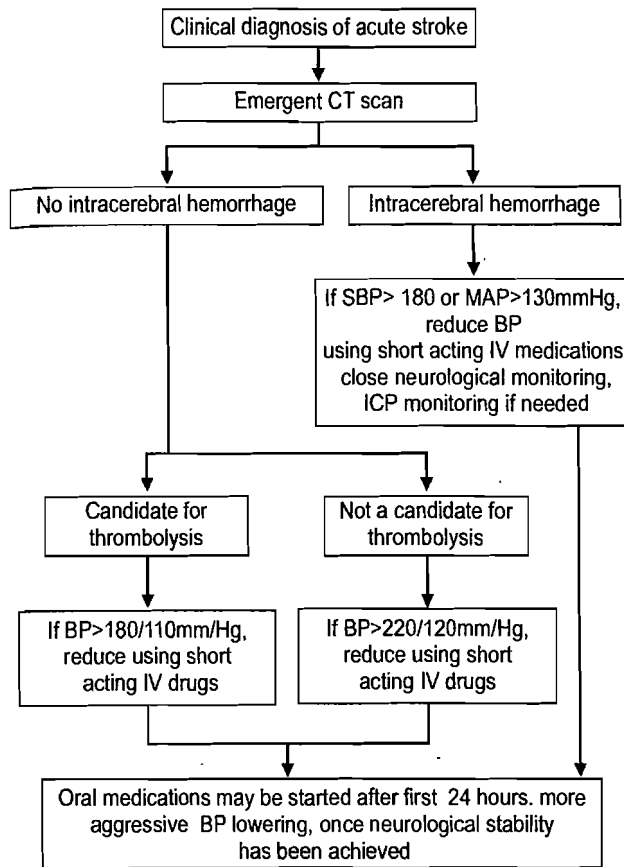 Clinical diagnosis of acute stroke
Emergent CT scan
No intracerebral hemorrhage
Intracerebral hemorrhage
If SBP> 180 or MAP>130mmHg,
reduce BP
using short acting IV medications
close neurological monitoring,
ICP monitoring if needed
Candidate for
thrombolysis
Not a candidate for
thrombolysis
If BP>180/110mm/Hg,
reduce using short
acting IV drugs
If BP>220/120mm/Hg,
reduce using short
acting IV drugs
Oral medications may be started after first 24 hours. more
aggressive BP lowering, once neurological stability
has been achieved